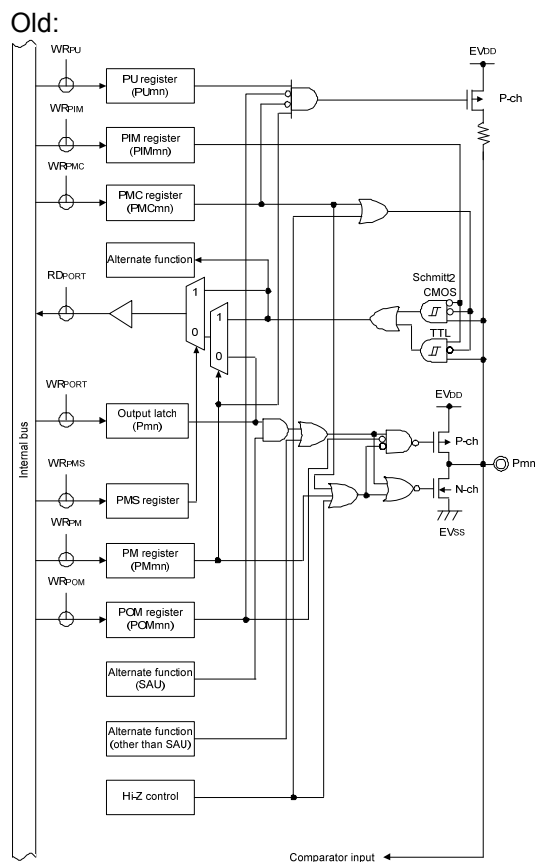 Old:
WRPU
PU register
(PUmn)
EVDD
P-ch
WRPIM
PIM register
(PIMmn)
WRPMC
PMC register
(PMCmn)
Alternate function
RDPORT
1
0
1
0
Schmitt2
CMOS
TTL
WRPORT
Output latch
(Pmn)
EVDD
P-ch
Pmn
N-ch
EVSS
Internal bus
WRPMS
PMS register
WRPM
PM register
(PMmn)
WRPOM
POM register
(POMmn)
Alternate function
(SAU)
Alternate function
(other than SAU)
Hi-Z control
Comparator input